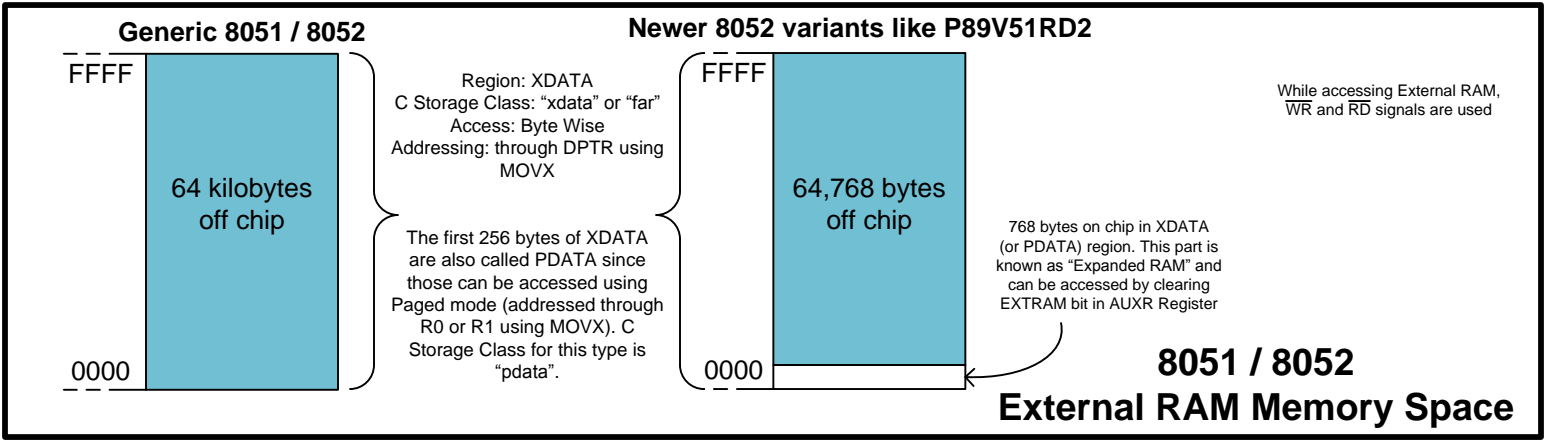 Generic 8051 / 8052
FFFF
64 kilobytes
off chip
0000
Region: XDATA
C Storage Class: “xdata” or “far”
Access: Byte Wise
Addressing: through DPTR using
MOVX
The first 256 bytes of XDATA
are also called PDATA since
those can be accessed using
Paged mode (addressed through
R0 or R1 using MOVX). C
Storage Class for this type is
“pdata”.
Newer 8052 variants like P89V51RD2
FFFF
64,768 bytes
off chip
0000
While accessing External RAM,
W̅R̅ and R̅D̅ signals are used
768 bytes on chip in XDATA
(or PDATA) region. This part is
known as “Expanded RAM” and
can be accessed by clearing
EXTRAM bit in AUXR Register
8051 / 8052
External RAM Memory Space